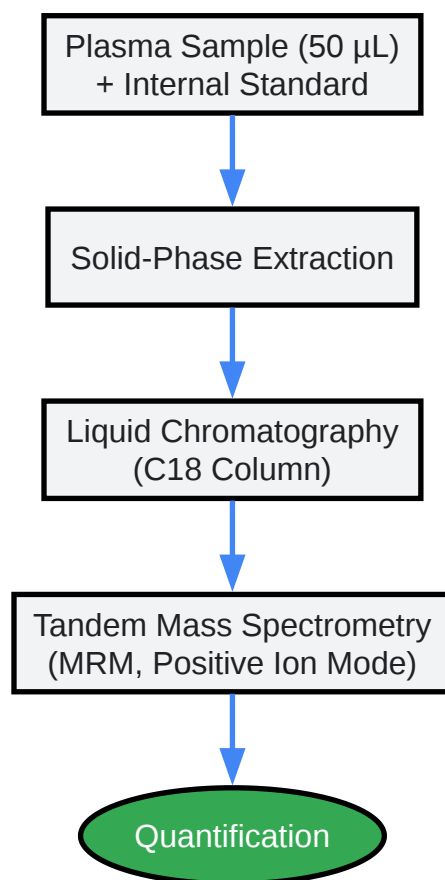 Plasma Sample (50 µL)
+ Internal Standard
Solid-Phase Extraction
Liquid Chromatography
(C18 Column)
Tandem Mass Spectrometry
(MRM, Positive Ion Mode)
Quantification